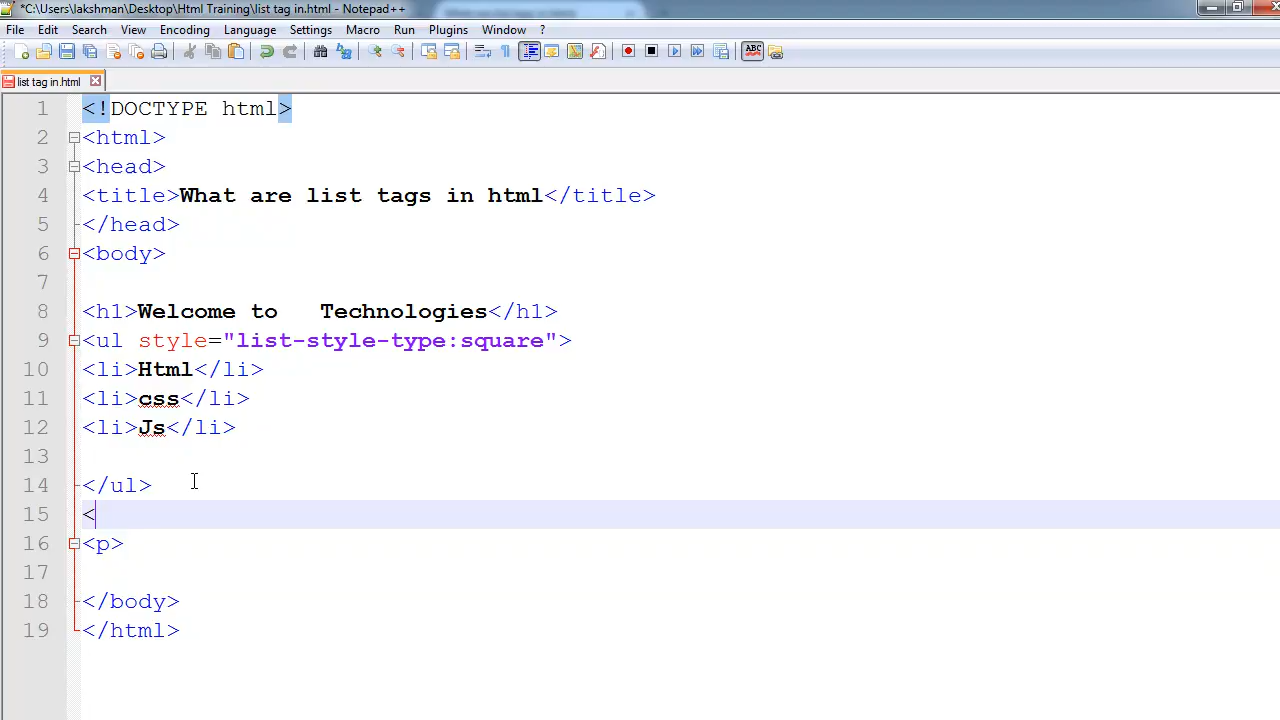 *C:\Users\lakshman\Desktop\Html Training\list tag in.html - Notepad++
File Edit Search View Encoding Language Settings Macro Run Plugins Window ?
ABC
list tag in.html
1 <!DOCTYPE html>
2 <html>
3 <head>
4 <title>What are list tags in html</title>
5 </head>
6 <body>
7
8 <h1>Welcome to   Technologies</h1>
9 <ul style="list-style-type:square">
10 <li>Html</li>
11 <li>css</li>
12 <li>Js</li>
13
14 </ul>
15 <
16 <p>
17
18 </body>
19 </html>